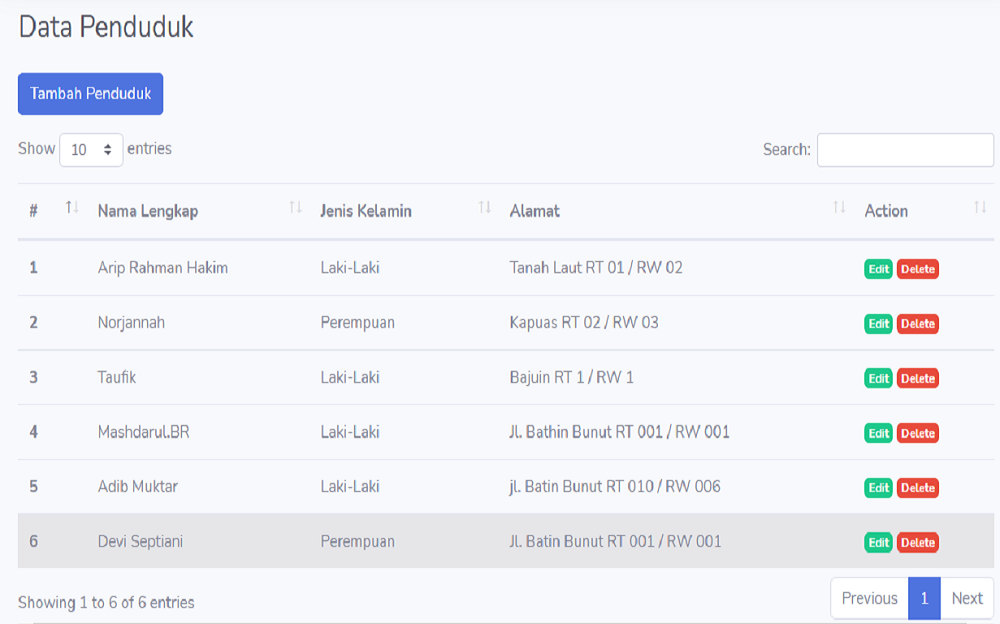 Data Penduduk
Tambah Penduduk
Show 10 entries Search:
# Nama Lengkap Jenis Kelamin Alamat Action
1 Arip Rahman Hakim Laki-Laki Tanah Laut RT 01 / RW 02 Edit Delete
2 Norjannah Perempuan Kapuas RT 02 / RW 03 Edit Delete
3 Taufik Laki-Laki Bajuin RT 1 / RW 1 Edit Delete
4 Mashdarul.BR Laki-Laki Jl. Bathin Bunut RT 001 / RW 001 Edit Delete
5 Adib Muktar Laki-Laki jl. Batin Bunut RT 010 / RW 006 Edit Delete
6 Devi Septiani Perempuan Jl. Batin Bunut RT 001 / RW 001 Edit Delete
Showing 1 to 6 of 6 entries Previous 1 Next